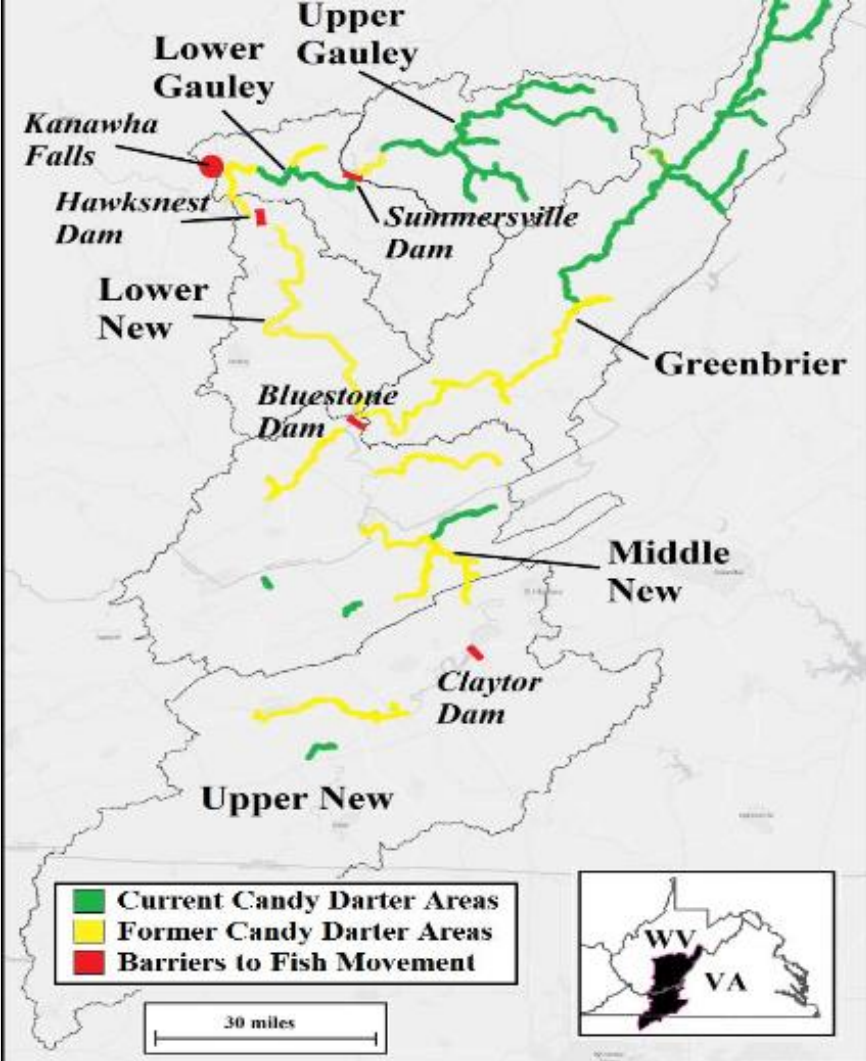 Upper
Gauley
Lower
Gauley
Kanawha
Falls
Hawksnest
Dam
Summersville
Dam
Lower
New
Greenbrier
Bluestone
Dam
Middle
New
Claytor
Dam
Upper New
Current Candy Darter Areas
Former Candy Darter Areas
Barriers to Fish Movement
WV
VA
30 miles